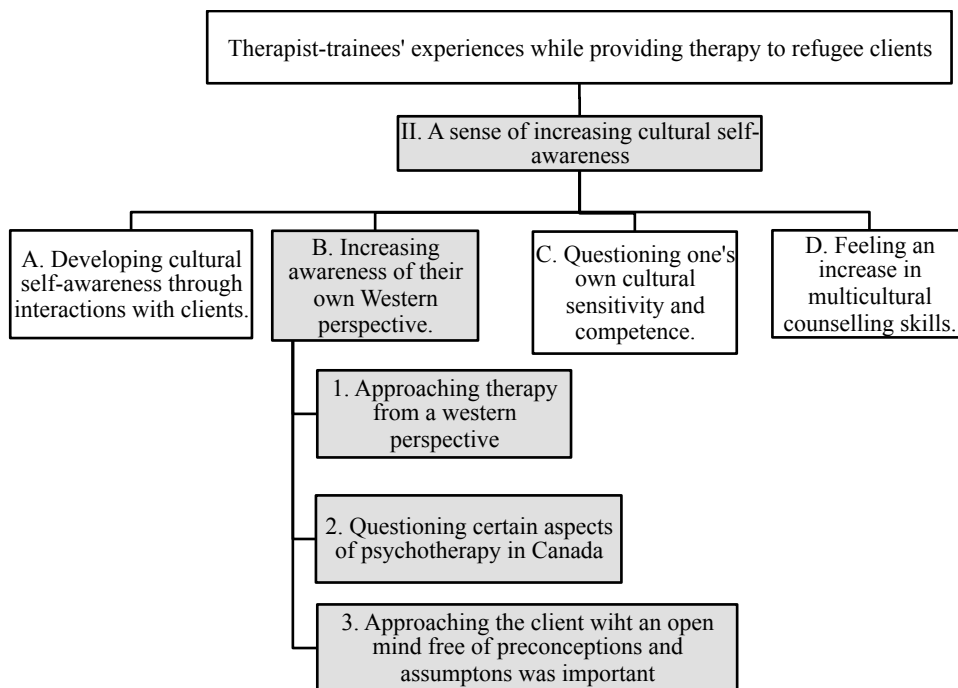 Therapist-trainees' experiences while providing therapy to refugee clients
II. A sense of increasing cultural self-
awareness
A. Developing cultural
self-awareness through
interactions with clients.
B. Increasing
awareness of their
own Western
perspective.
C. Questioning one's
own cultural
sensitivity and
competence.
D. Feeling an
increase in
multicultural
counselling skills.
1. Approaching therapy
from a western
perspective
2. Questioning certain aspects
of psychotherapy in Canada
3. Approaching the client wiht an open
mind free of preconceptions and
assumptons was important